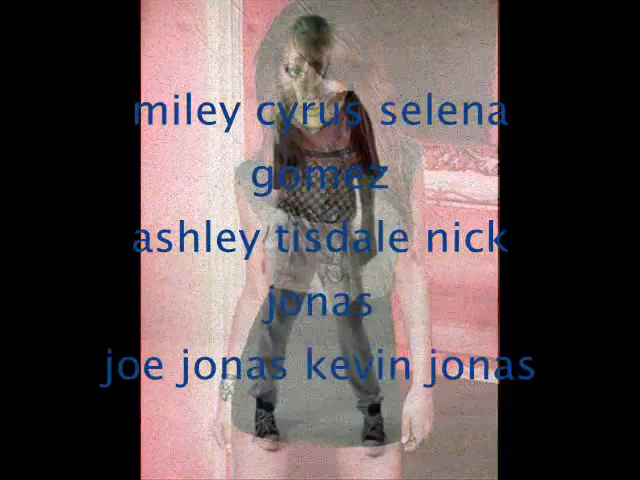 miley cyrus selena
gomez
ashley tisdale nick
jonas
joe jonas kevin jonas